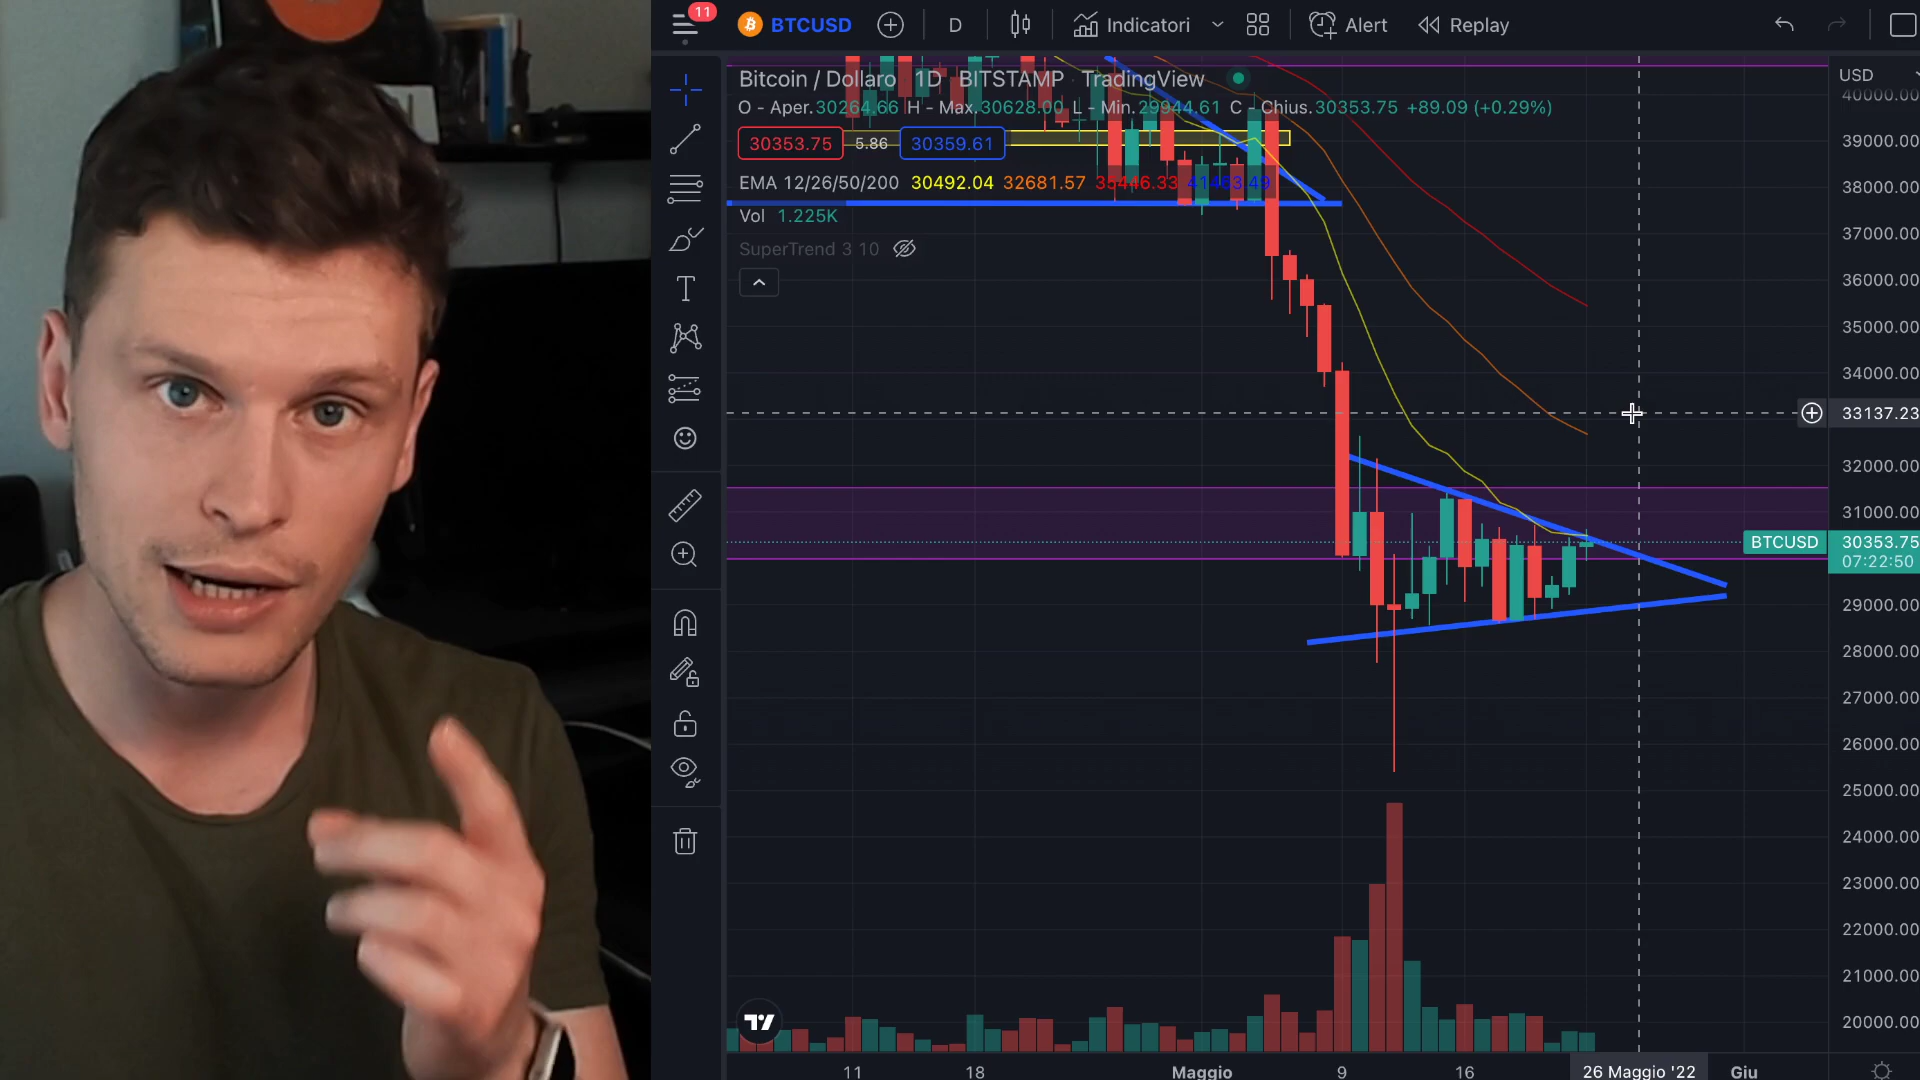 11
BTCUSD
D
Indicatori
Alert
Replay
Bitcoin / Dollaro 1D BITSTAMP TradingView
O - Aper.30264.66 H - Max.30628.00 L - Min.29944.61 C - Chius.30353.75 +89.09 (+0.29%)
30353.75 5.86 30359.61
EMA 12/26/50/200 30492.04 32681.57 35446.33 41463.49
Vol 1.225K
SuperTrend 3 10
USD
40000.00
39000.00
38000.00
37000.00
36000.00
35000.00
34000.00
33137.23
32000.00
31000.00
BTCUSD 30353.75
07:22:50
29000.00
28000.00
27000.00
26000.00
25000.00
24000.00
23000.00
22000.00
21000.00
20000.00
11 18 Maggio 9 16 26 Maggio '22 Giu